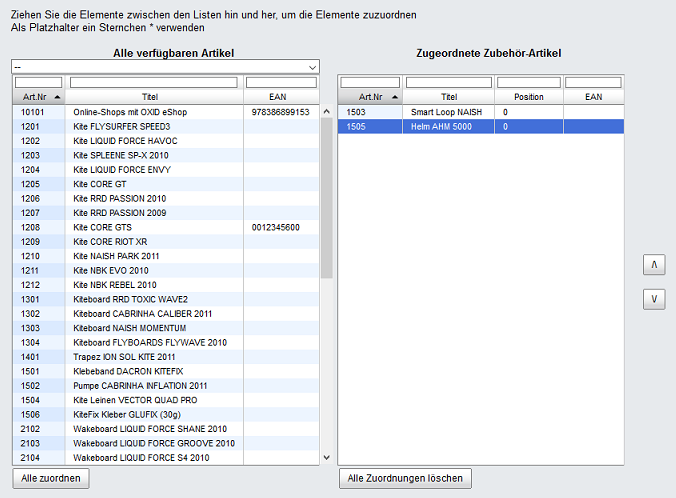 Ziehen Sie die Elemente zwischen den Listen hin und her, um die Elemente zuzuordnen
Als Platzhalter ein Sternchen * verwenden
Alle verfügbaren Artikel
--
Art.Nr Titel EAN
10101 Online-Shops mit OXID eShop 978386899153
1201 Kite FLYSURFER SPEED3
1202 Kite LIQUID FORCE HAVOC
1203 Kite SPLEENE SP-X 2010
1204 Kite LIQUID FORCE ENVY
1205 Kite CORE GT
1206 Kite RRD PASSION 2010
1207 Kite RRD PASSION 2009
1208 Kite CORE GTS 0012345600
1209 Kite CORE RIOT XR
1210 Kite NAISH PARK 2011
1211 Kite NBK EVO 2010
1212 Kite NBK REBEL 2010
1301 Kiteboard RRD TOXIC WAVE2
1302 Kiteboard CABRINHA CALIBER 2011
1303 Kiteboard NAISH MOMENTUM
1304 Kiteboard FLYBOARDS FLYWAVE 2010
1401 Trapez ION SOL KITE 2011
1501 Klebeband DACRON KITEFIX
1502 Pumpe CABRINHA INFLATION 2011
1504 Kite Leinen VECTOR QUAD PRO
1506 KiteFix Kleber GLUFIX (30g)
2102 Wakeboard LIQUID FORCE SHANE 2010
2103 Wakeboard LIQUID FORCE GROOVE 2010
2104 Wakeboard LIQUID FORCE S4 2010
Alle zuordnen
Zugeordnete Zubehör-Artikel
Art.Nr Titel Position EAN
1503 Smart Loop NAISH 0
1505 Helm AHM 5000 0
Alle Zuordnungen löschen